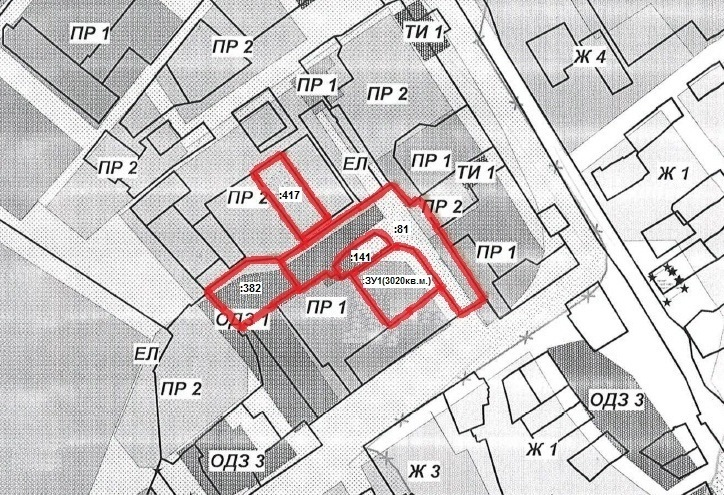 ПР 1
ПР 2
ТИ 1
Ж 4
ПР 1
ПР 2
ПР 2
ЕЛ
ПР 1
ТИ 1
Ж 1
ПР 2
:417
ПР 2
:81
:141
ПР 1
:382
:ЗУ1(3020кв.м.)
ПР 1
ОДЗ 1
ЕЛ
ПР 2
ОДЗ 3
ОДЗ 3
Ж 1
Ж 3